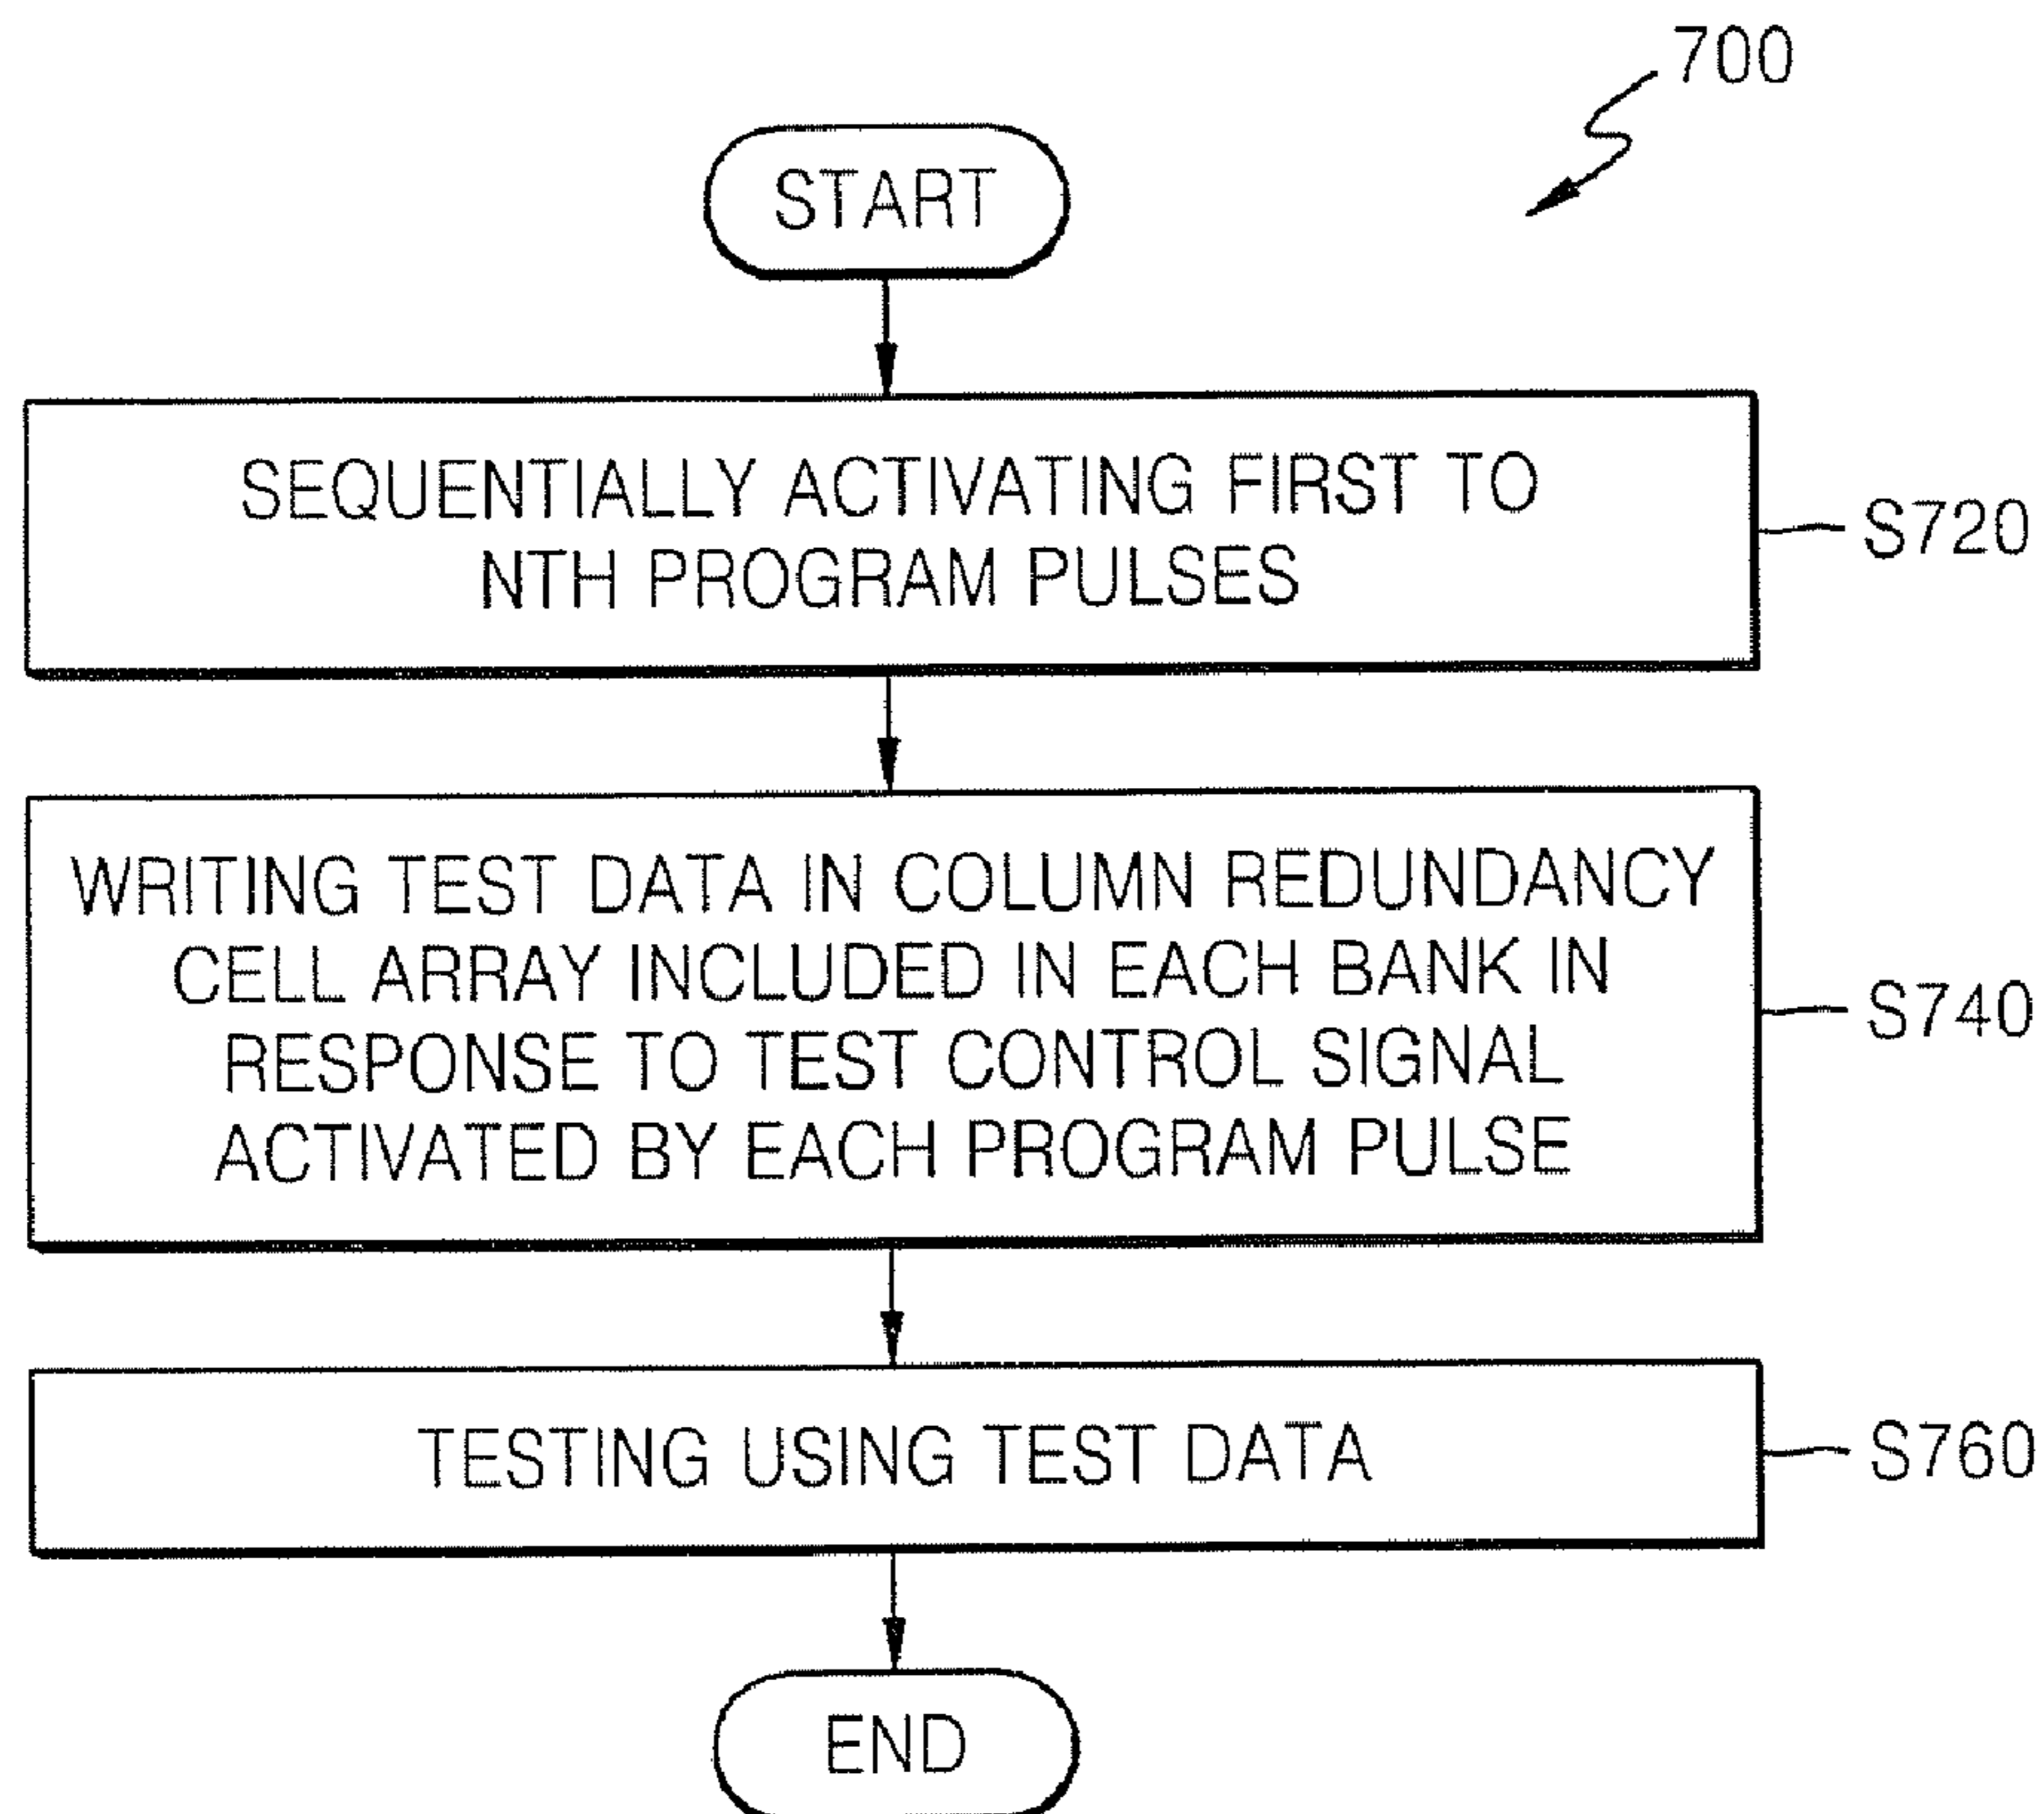 700
START
SEQUENTIALLY ACTIVATING FIRST TO
NTH PROGRAM PULSES
S720
WRITING TEST DATA IN COLUMN REDUNDANCY
CELL ARRAY INCLUDED IN EACH BANK IN
RESPONSE TO TEST CONTROL SIGNAL
ACTIVATED BY EACH PROGRAM PULSE
S740
TESTING USING TEST DATA
S760
END